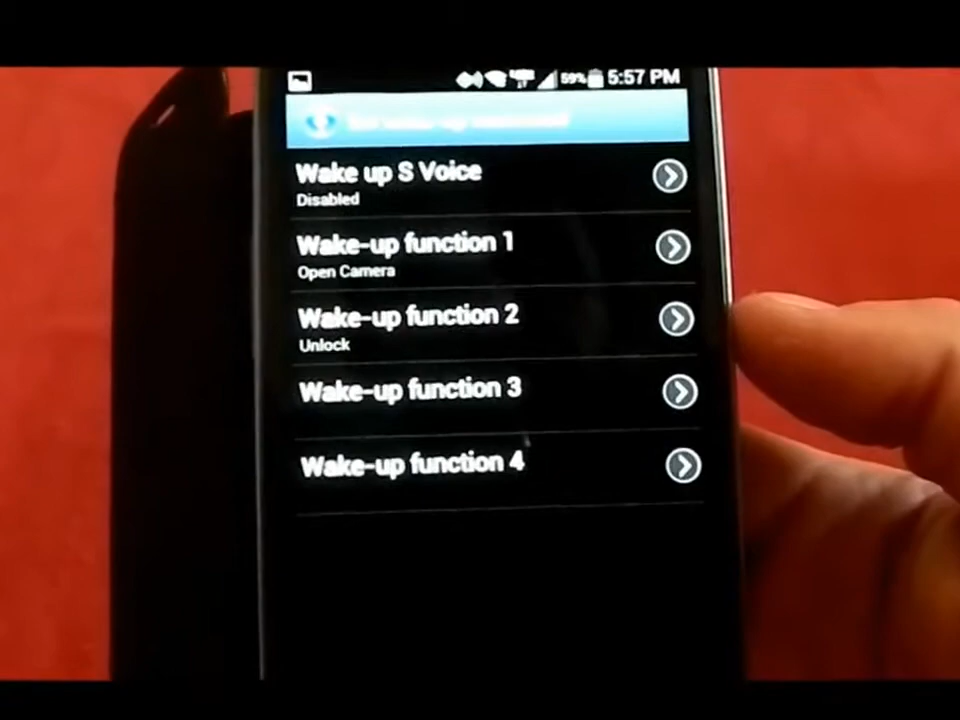 59% 5:57 PM
Wake up S Voice
Disabled
Wake-up function 1
Open Camera
Wake-up function 2
Unlock
Wake-up function 3
Wake-up function 4